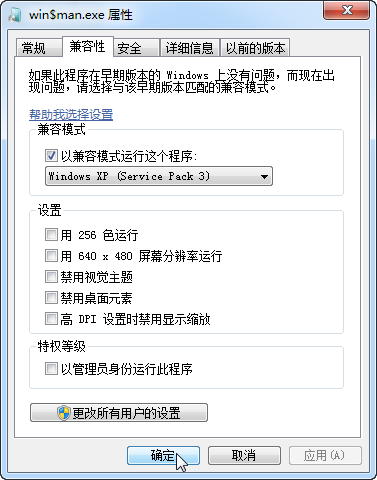 win$man.exe 属性
常规 兼容性 安全 详细信息 以前的版本
如果此程序在早期版本的 Windows 上没有问题，而现在出
现问题，请选择与该早期版本匹配的兼容模式。
帮助我选择设置
兼容模式
以兼容模式运行这个程序:
Windows XP (Service Pack 3)
设置
用 256 色运行
用 640 x 480 屏幕分辨率运行
禁用视觉主题
禁用桌面元素
高 DPI 设置时禁用显示缩放
特权等级
以管理员身份运行此程序
更改所有用户的设置
确定 取消 应用(A)